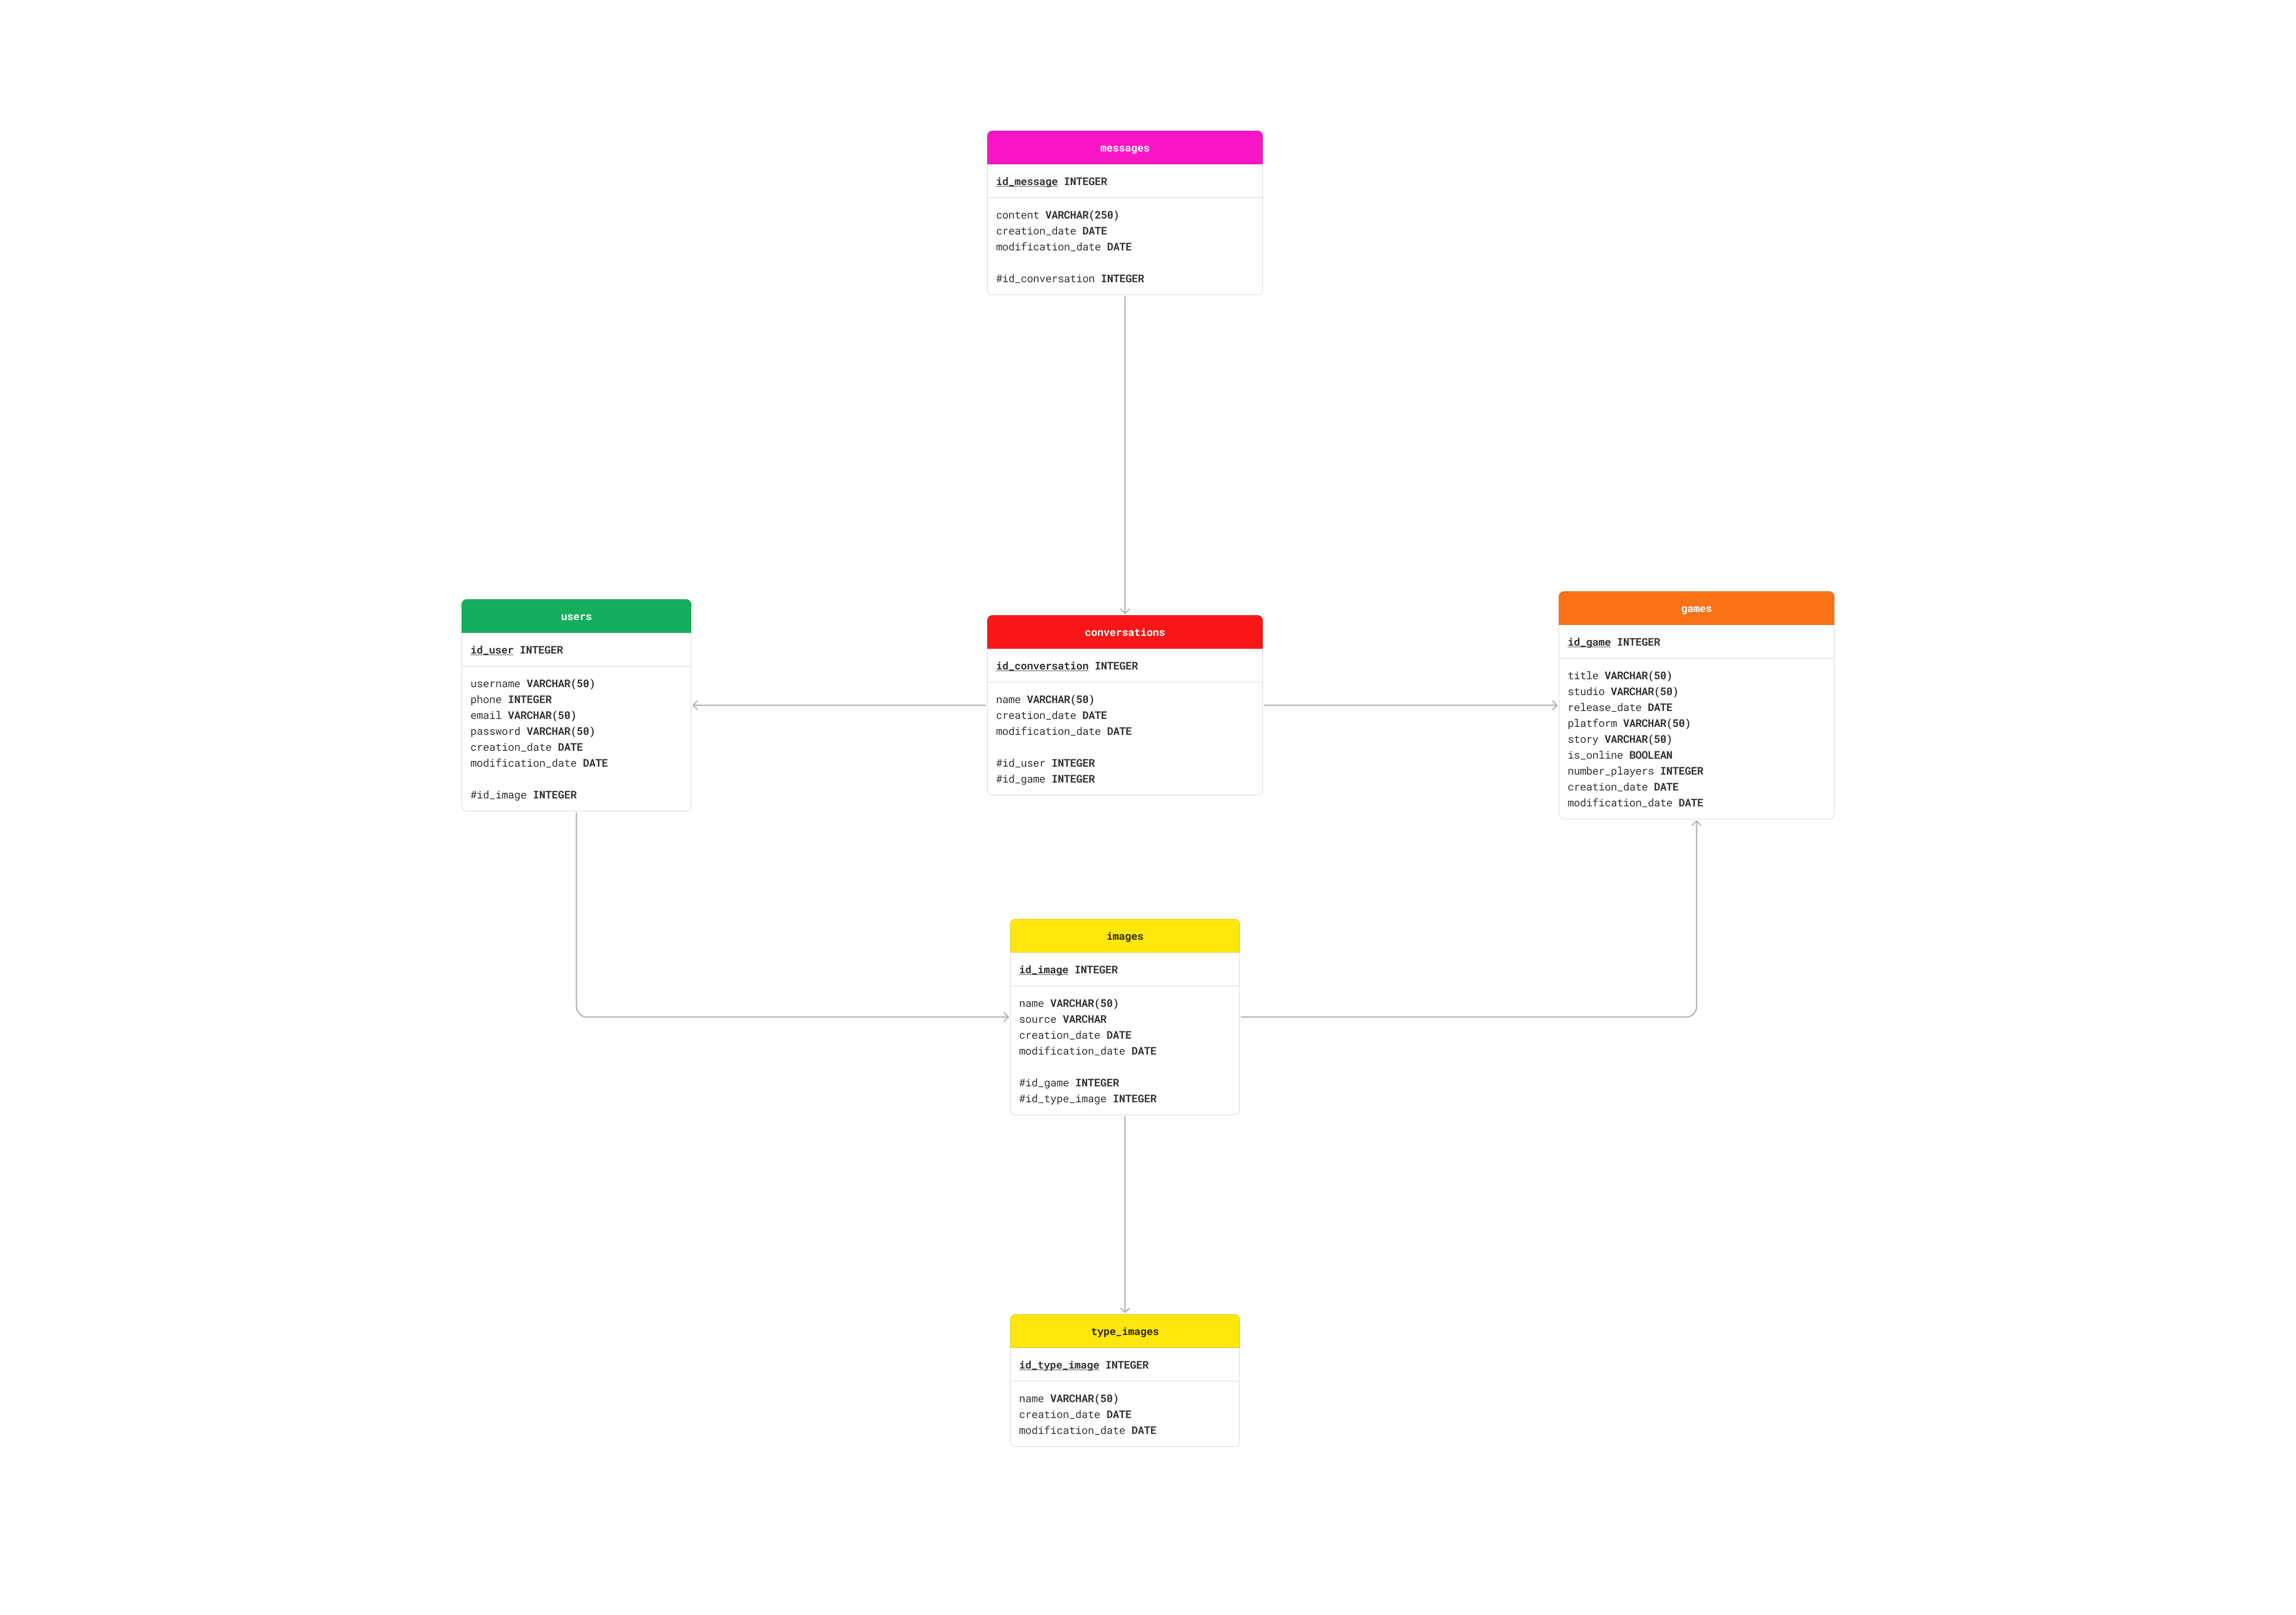 messages
id_message INTEGER
content VARCHAR(250)
creation_date DATE
modification_date DATE
#id_conversation INTEGER
users
id_user INTEGER
username VARCHAR(50)
phone INTEGER
email VARCHAR(50)
password VARCHAR(50)
creation_date DATE
modification_date DATE
#id_image INTEGER
conversations
id_conversation INTEGER
name VARCHAR(50)
creation_date DATE
modification_date DATE
#id_user INTEGER
#id_game INTEGER
games
id_game INTEGER
title VARCHAR(50)
studio VARCHAR(50)
release_date DATE
platform VARCHAR(50)
story VARCHAR(50)
is_online BOOLEAN
number_players INTEGER
creation_date DATE
modification_date DATE
images
id_image INTEGER
name VARCHAR(50)
source VARCHAR
creation_date DATE
modification_date DATE
#id_game INTEGER
#id_type_image INTEGER
type_images
id_type_image INTEGER
name VARCHAR(50)
creation_date DATE
modification_date DATE